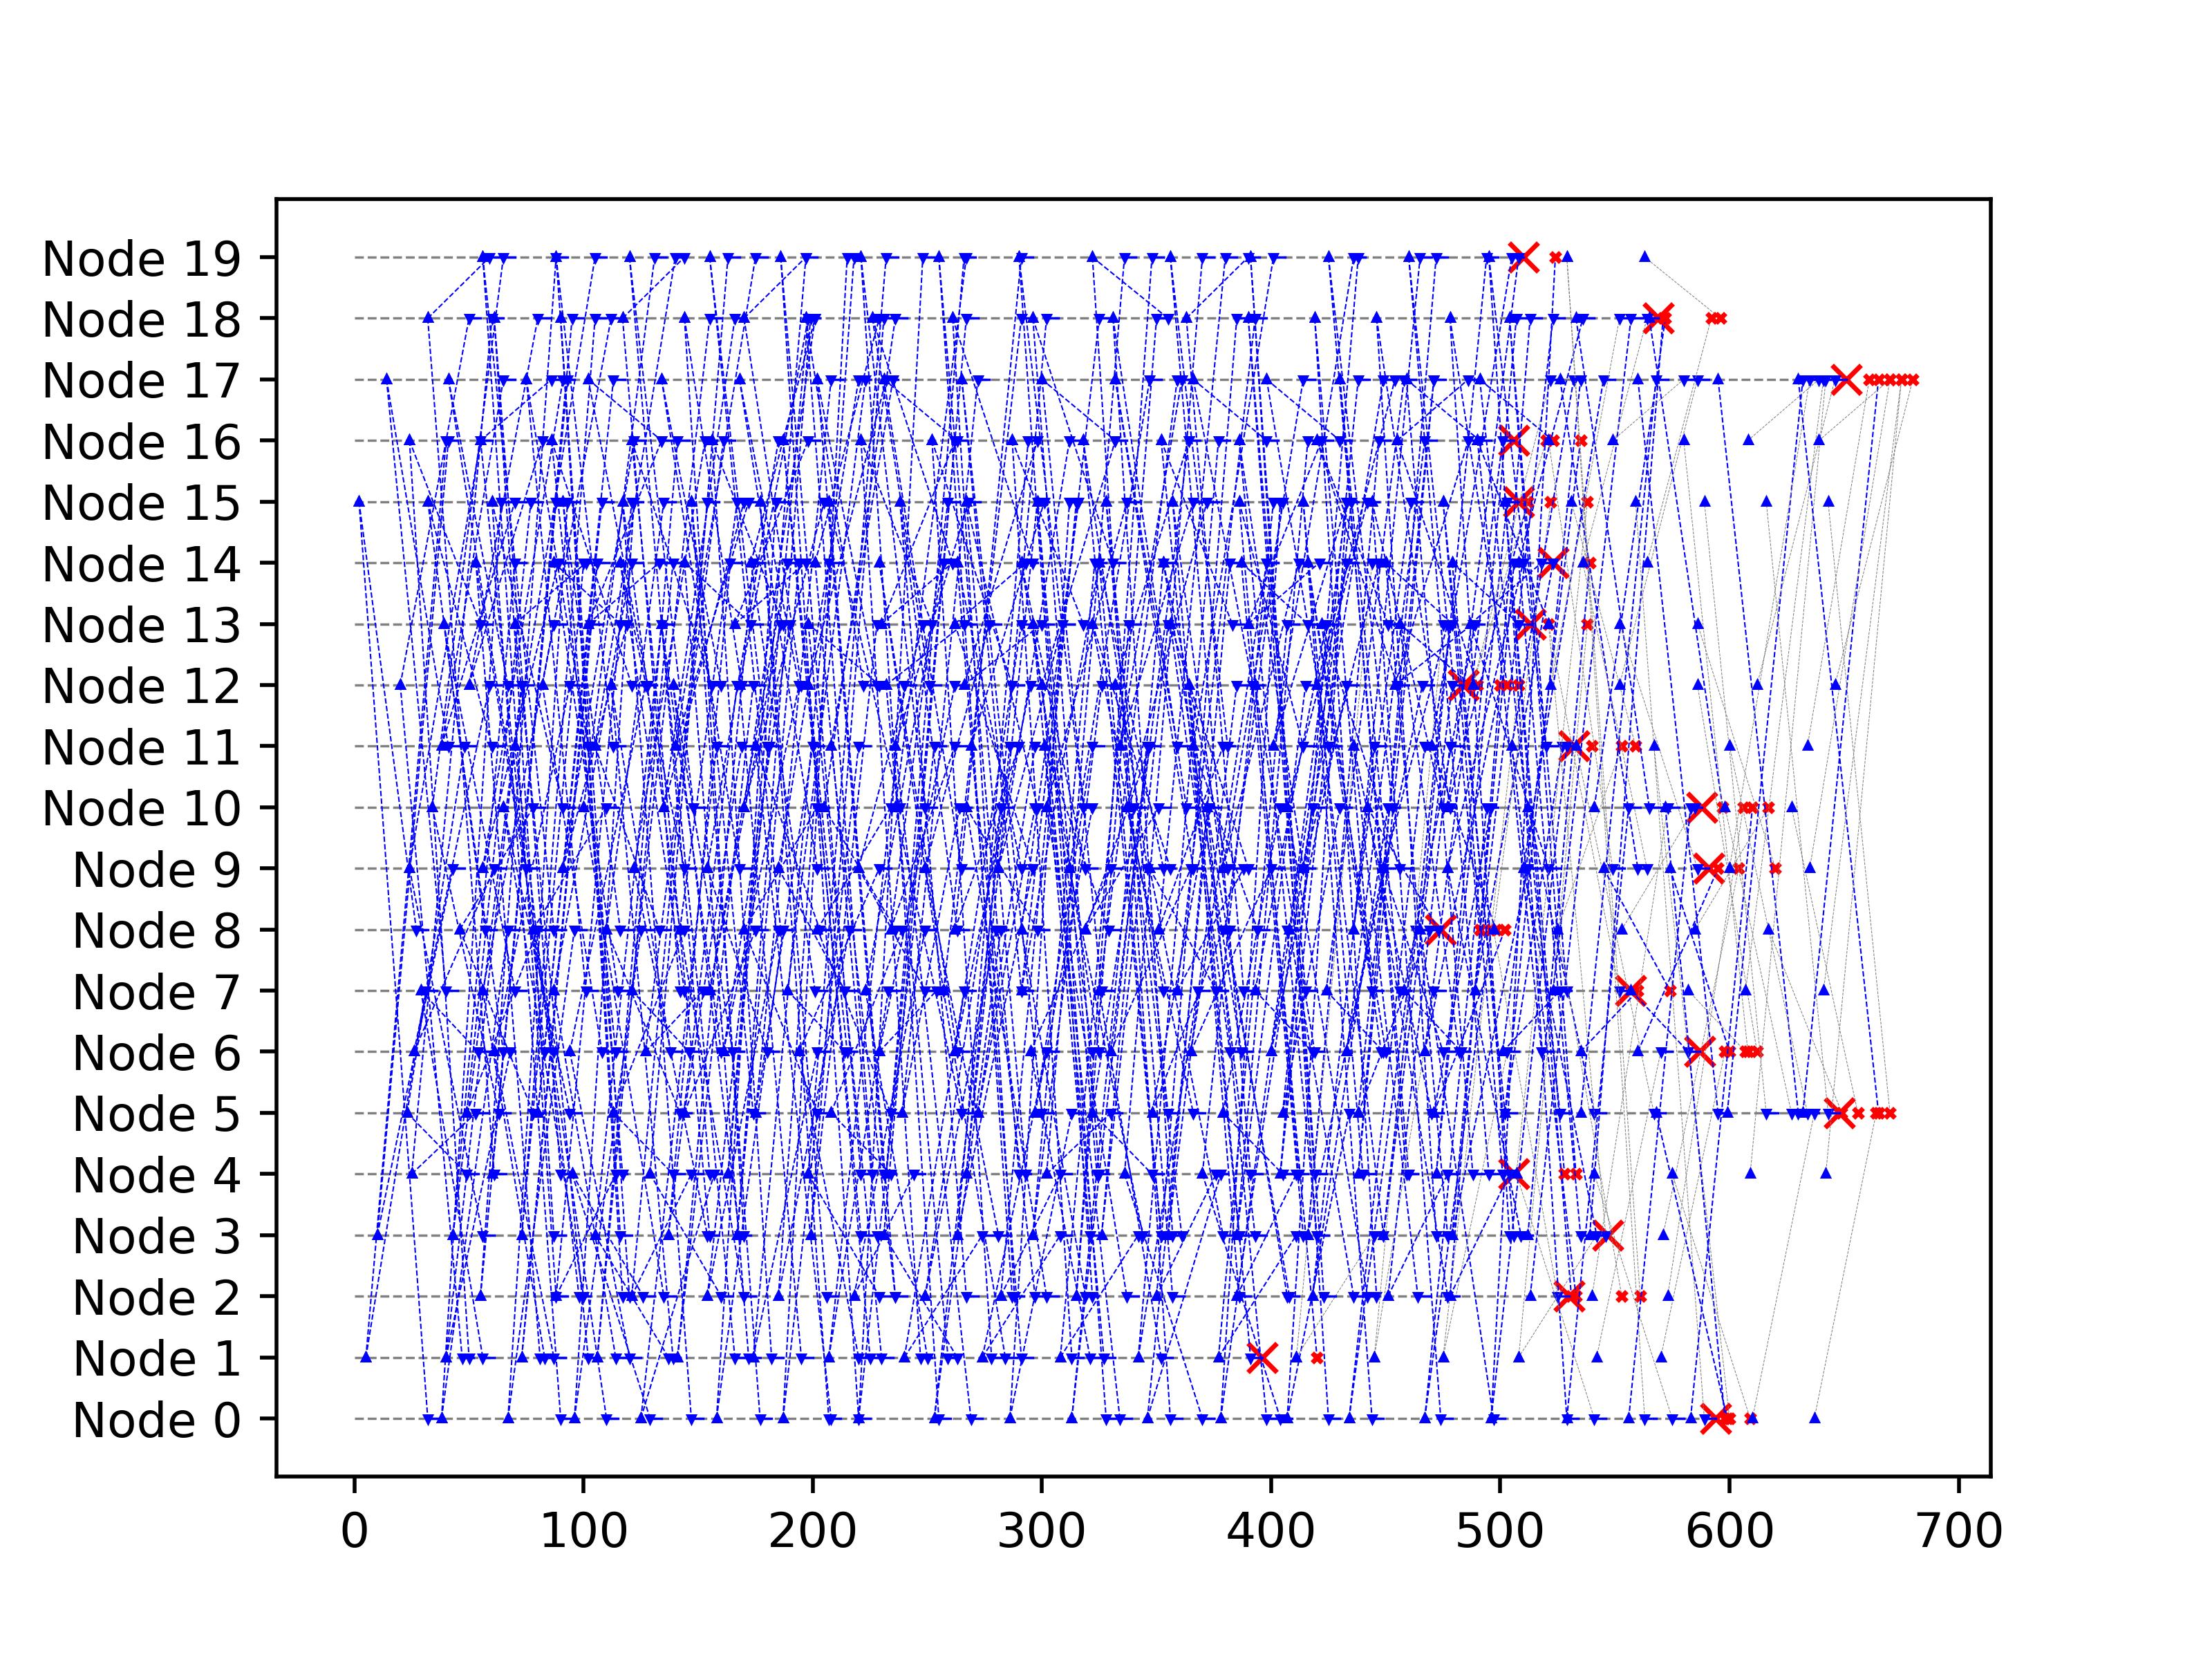 Node 19
Node 18
Node 17
Node 16
Node 15
Node 14
Node 13
Node 12
Node 11
Node 10
Node 9
Node 8
Node 7
Node 6
Node 5
Node 4
Node 3
Node 2
Node 1
Node 0
0 100 200 300 400 500 600 700